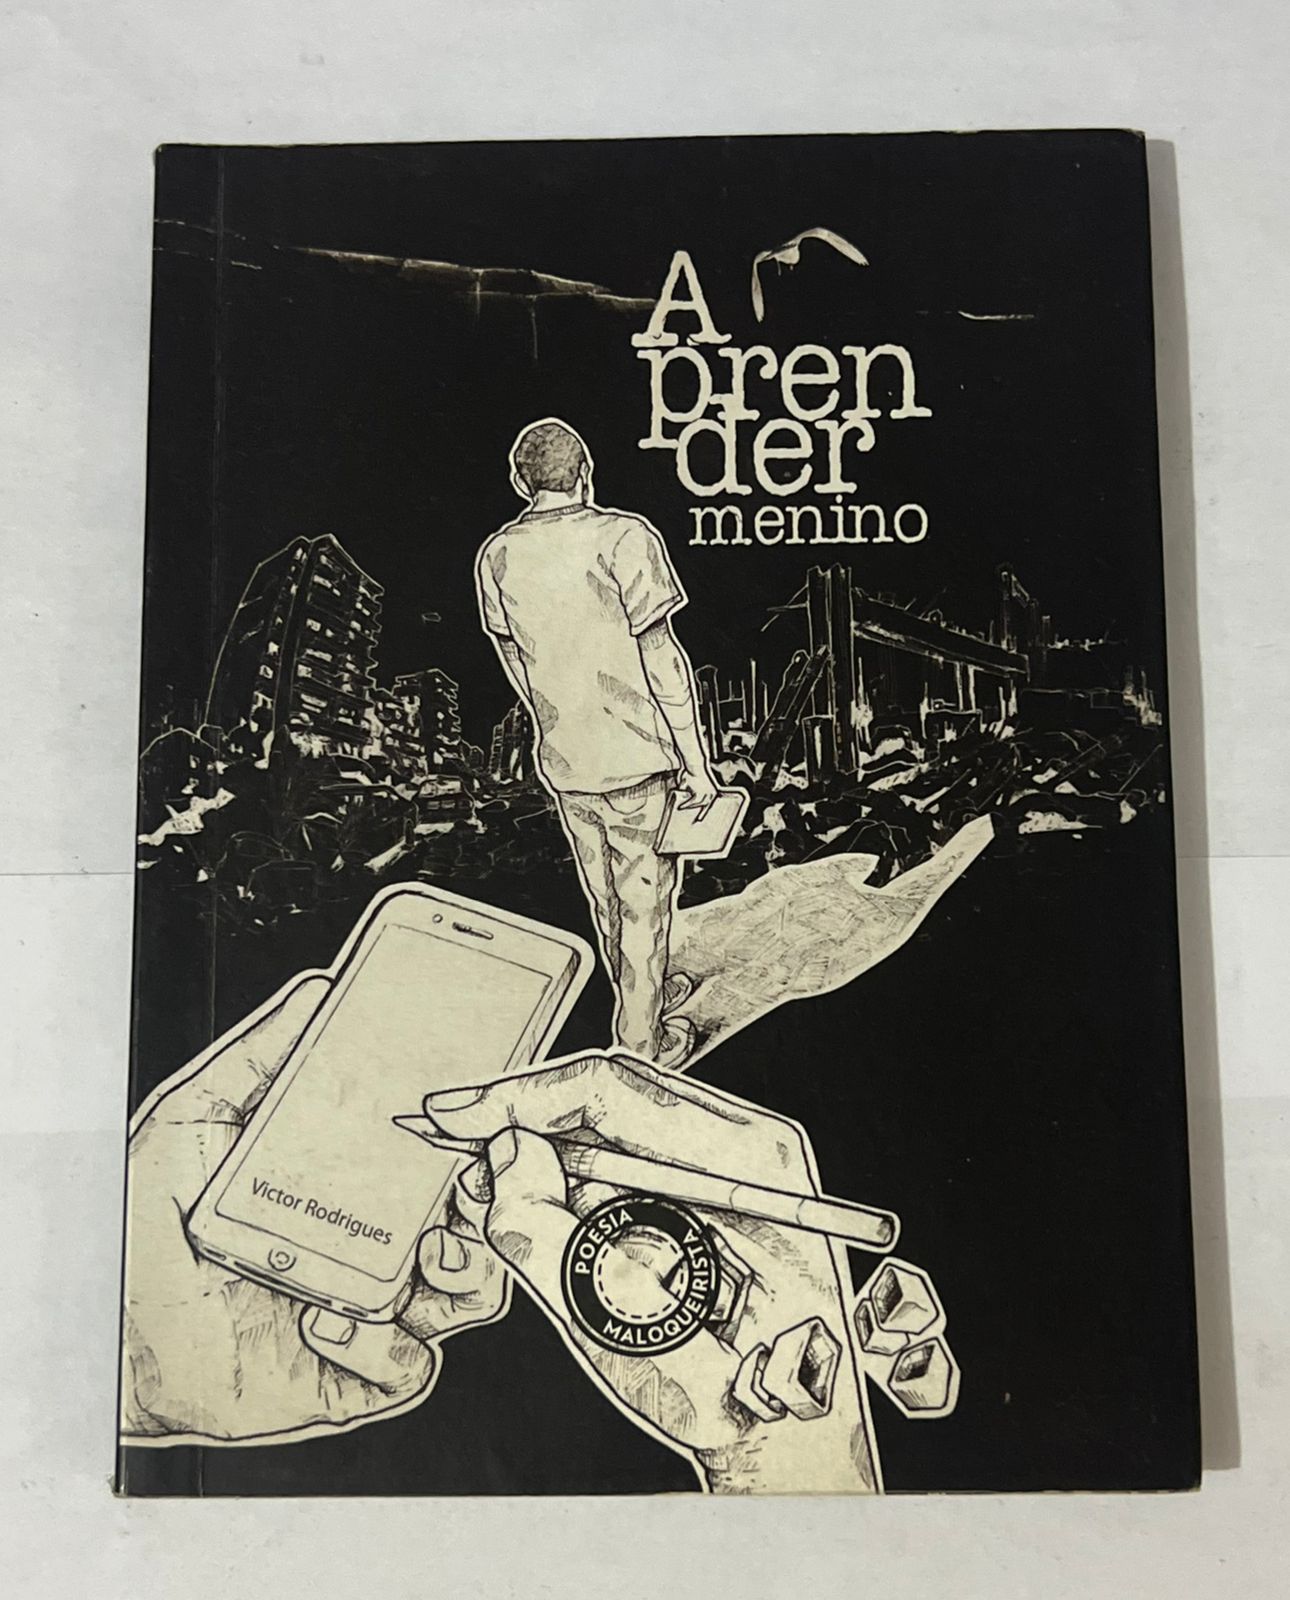 A
pren
der
menino
Victor Rodrigues
POESIA
MALOQUEIRISTA